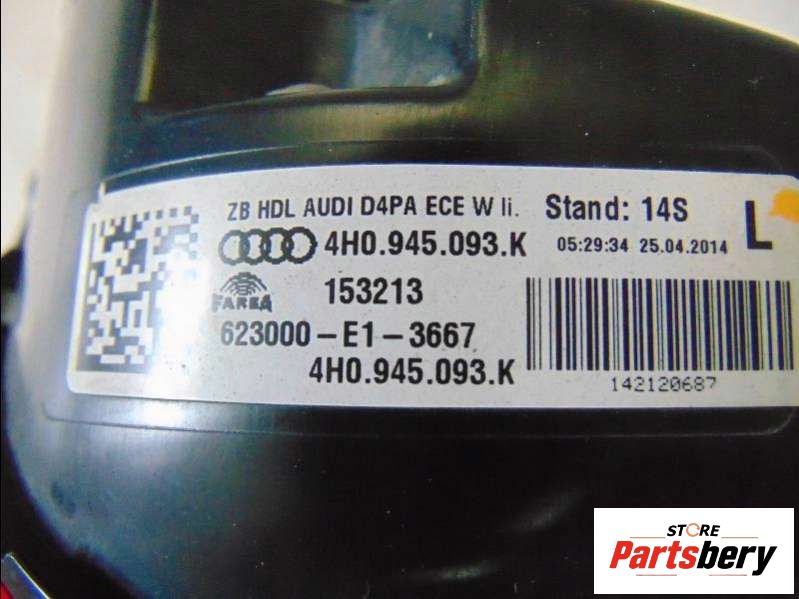 ZB HDL AUDI D4PA ECE W li. Stand: 14S
4H0.945.093.K 05:29:34 25.04.2014 L
FAREA 153213
623000-E1-3667
4H0.945.093.K
142120687
STORE
Partsbery